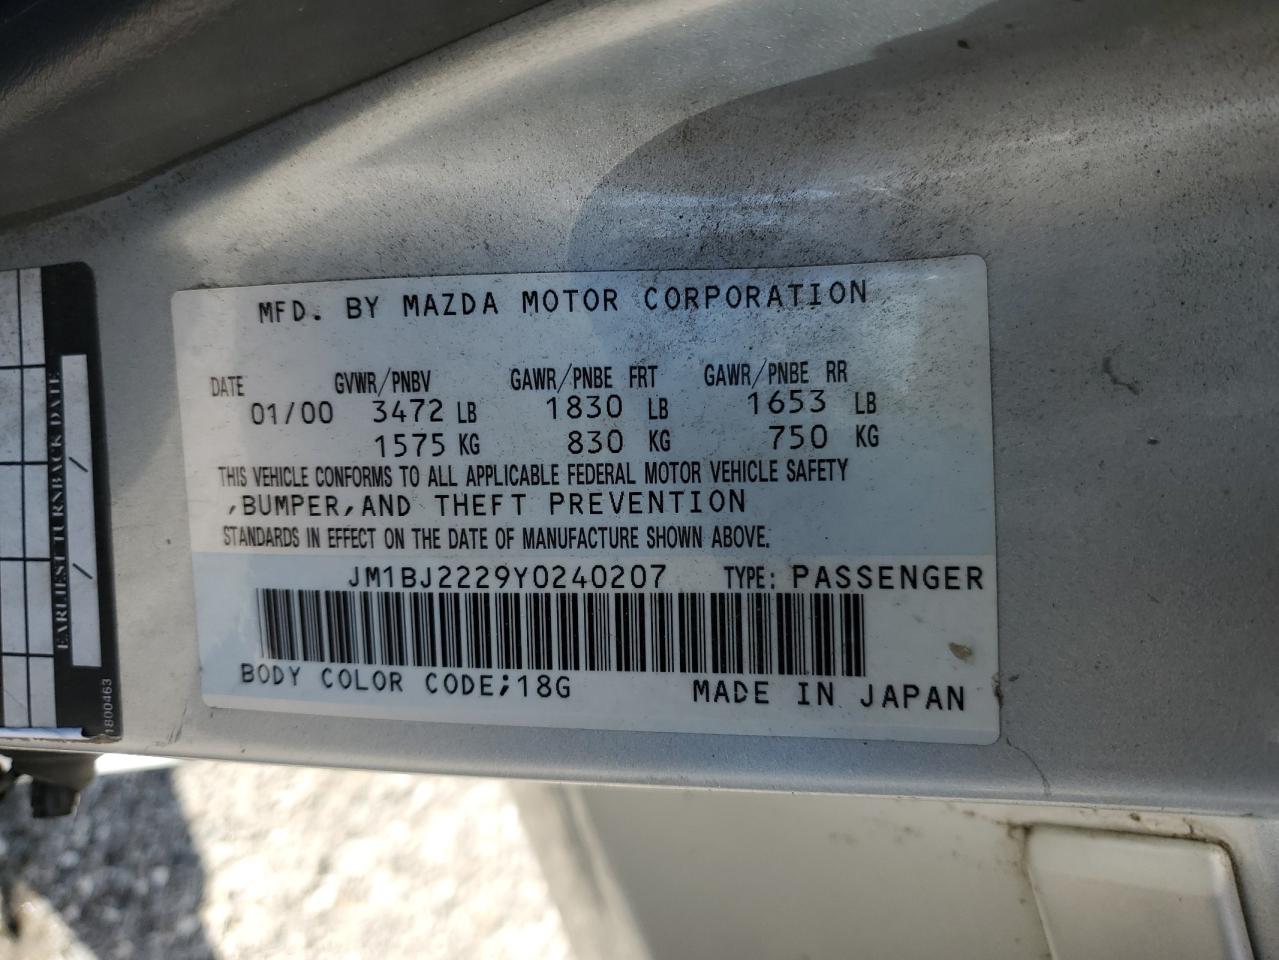 MFD. BY MAZDA MOTOR CORPORATION
DATE GVWR/PNBV GAWR/PNBE FRT GAWR/PNBE RR
01/00 3472 LB 1830 LB 1653 LB
1575 KG 830 KG 750 KG
THIS VEHICLE CONFORMS TO ALL APPLICABLE FEDERAL MOTOR VEHICLE SAFETY
,BUMPER,AND THEFT PREVENTION
STANDARDS IN EFFECT ON THE DATE OF MANUFACTURE SHOWN ABOVE.
JM1BJ2229Y0240207 TYPE: PASSENGER
BODY COLOR CODE;18G MADE IN JAPAN
EARLIEST TURNBACK DATE
/ /
1800463